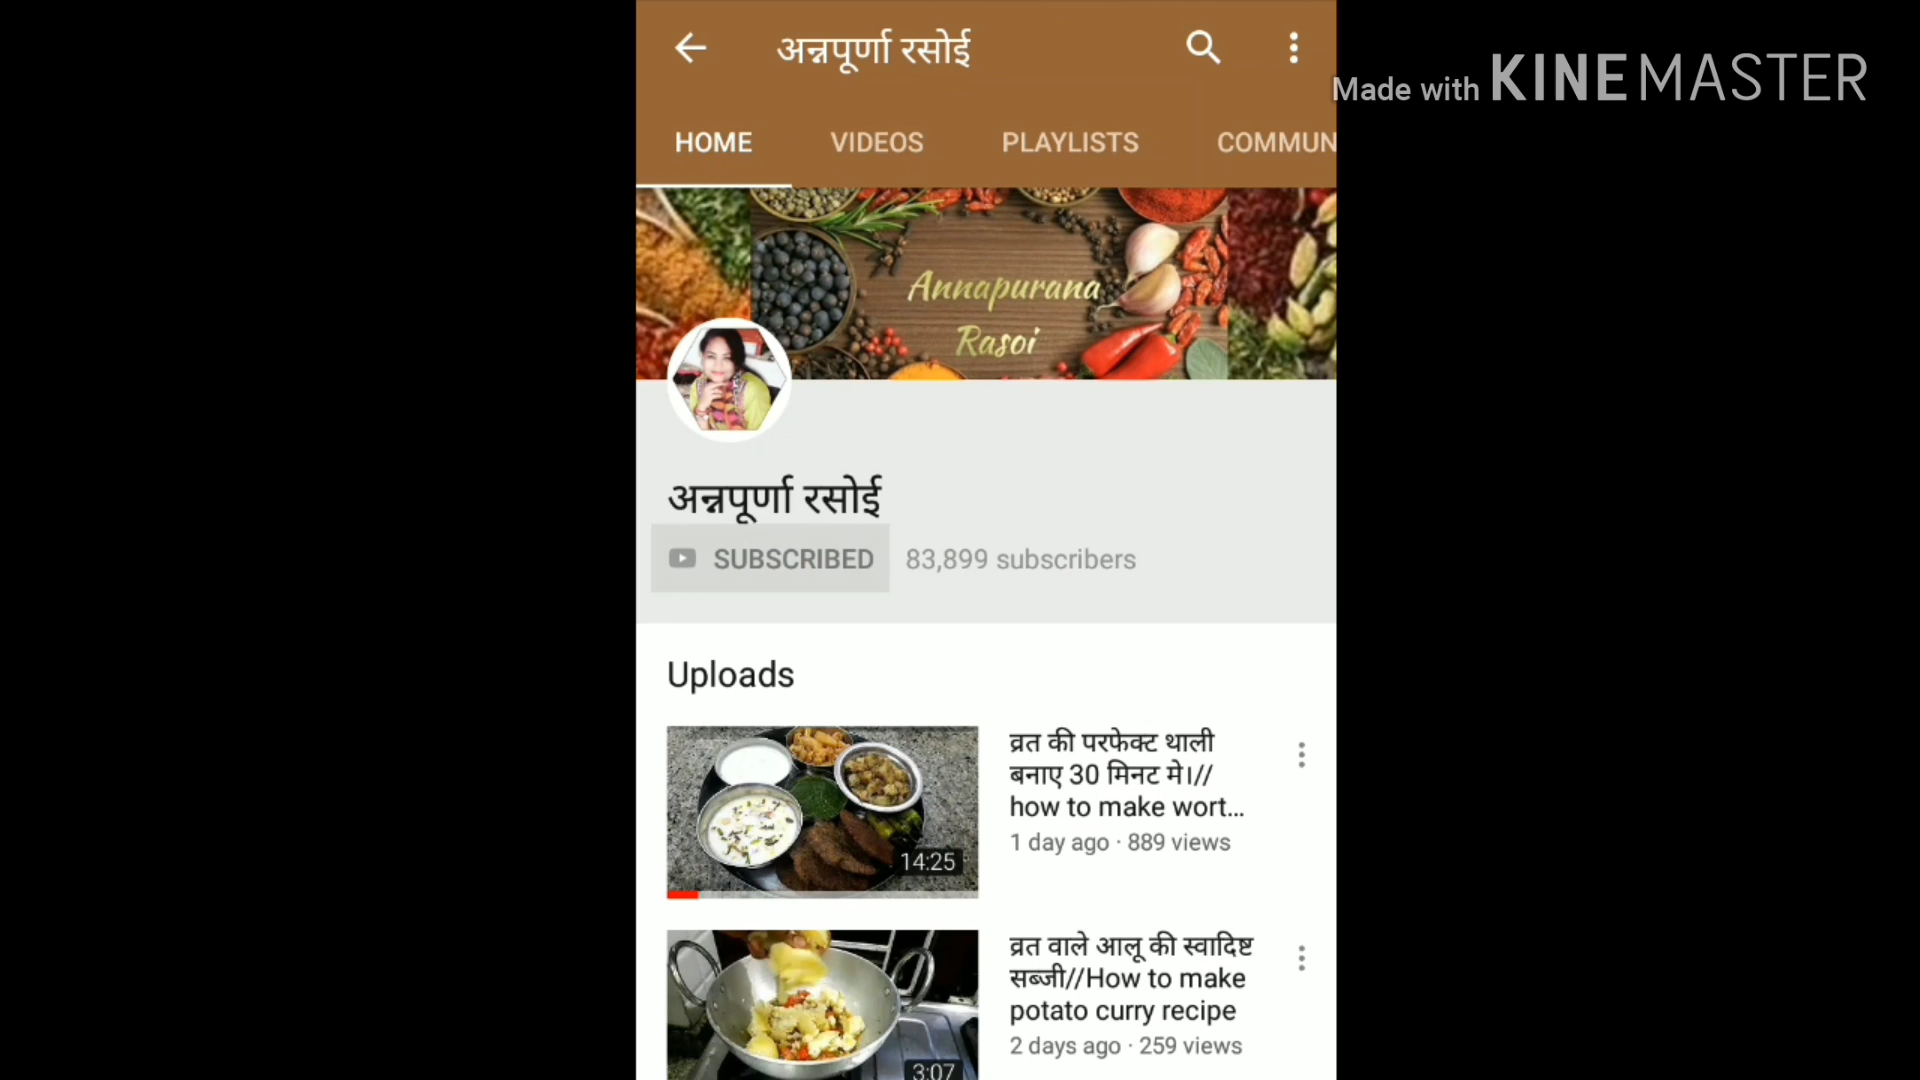 अन्नपूर्णा रसोई
Made with KINEMASTER
HOME VIDEOS PLAYLISTS COMMUN
Annapurana
Rasoi
अन्नपूर्णा रसोई
SUBSCRIBED 83,899 subscribers
Uploads
व्रत की परफेक्ट थाली
बनाए 30 मिनट मे।//
how to make wort...
1 day ago · 889 views
14:25
व्रत वाले आलू की स्वादिष्ट
सब्जी//How to make
potato curry recipe
2 days ago · 259 views
3:07